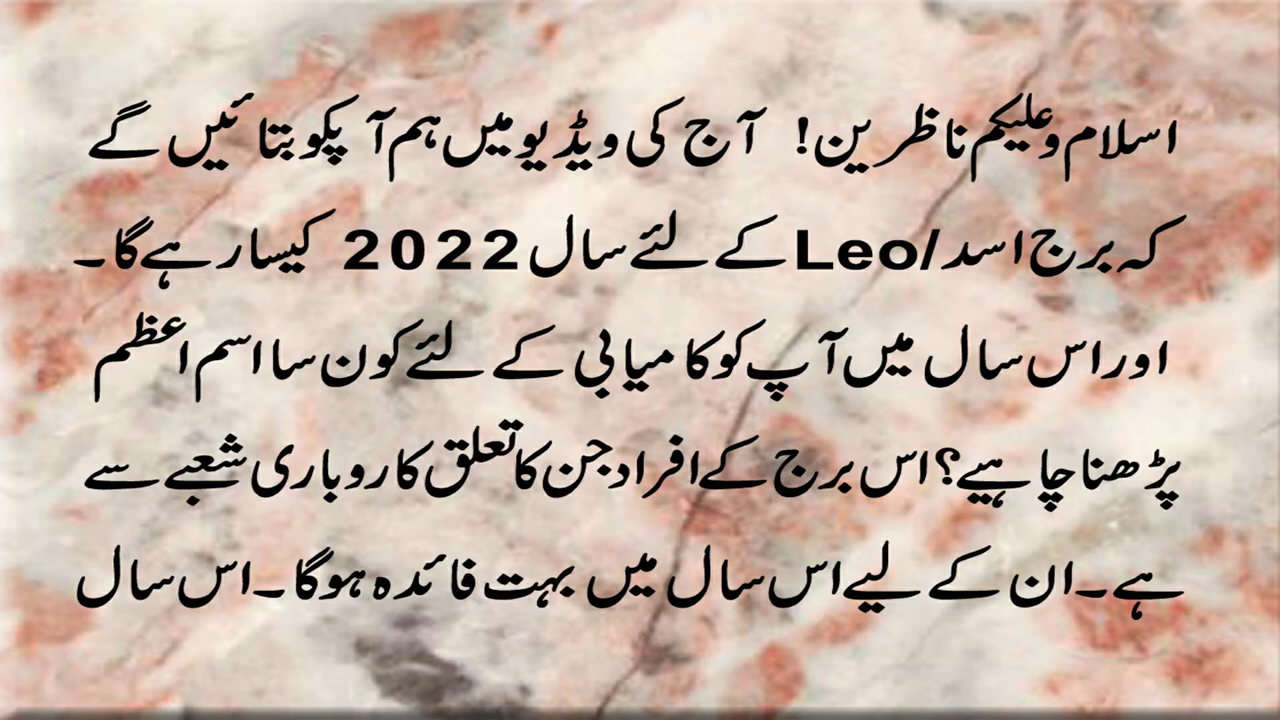 اسلام وعلیکم ناظرین! آج کی ویڈیو میں ہم آپکو بتائیں گے
کہ برج اسد/Leo کے لئے سال 2022 کیسا رہے گا۔
اور اس سال میں آپ کو کامیابی کے لئے کون سا اسم اعظم
پڑھنا چاہیے؟ اس برج کے افراد جن کا تعلق کاروباری شعبے سے
ہے۔ ان کے لیے اس سال میں بہت فائدہ ہوگا۔ اس سال